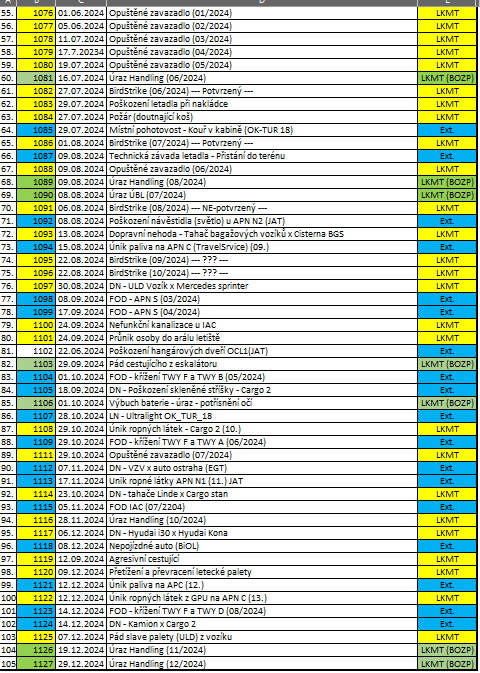 55. 1076 01.06.2024 Opuštěné zavazadlo (01/2024) LKMT
56. 1077 05.06.2024 Opuštěné zavazadlo (02/2024) LKMT
57. 1078 11.07.2024 Opuštěné zavazadlo (03/2024) LKMT
58. 1079 17.7.20234 Opuštěné zavazadlo (04/2024) LKMT
59. 1080 19.07.2024 Opuštěné zavazadlo (05/2024) LKMT
60. 1081 16.07.2024 Úraz Handling (06/2024) LKMT (BOZP)
61. 1082 27.07.2024 BirdStrike (06/2024) --- Potvrzený --- LKMT
62. 1083 29.07.2024 Poškození letadla při nakládce LKMT
63. 1084 27.07.2024 Požár (doutnající koš) LKMT
64. 1085 29.07.2024 Místní pohotovost - Kouř v kabině (OK-TUR 18) Ext.
65. 1086 01.08.2024 BirdStrike (07/2024) --- Potvrzený --- LKMT
66. 1087 09.08.2024 Technická závada letadla - Přistání do terénu Ext.
67. 1088 09.08.2024 Opuštěné zavazadlo (06/2024) LKMT
68. 1089 09.08.2024 Úraz Handling (08/2024) LKMT (BOZP)
69. 1090 08.08.2024 Úraz ÚBL (07/2024) LKMT (BOZP)
70. 1091 06.08.2024 BirdStrike (08/2024) --- NE-potvrzený --- LKMT
71. 1092 08.08.2024 Poškození návěstidla (světlo) u APN N2 (JAT) Ext.
72. 1093 13.08.2024 Dopravní nehoda - Tahač bagažových vozíků x Cisterna BGS LKMT
73. 1094 15.08.2024 Únik paliva na APN C (TravelSrvice) (09.) Ext.
74. 1095 22.08.2024 BirdStrike (09/2024) --- ??? --- LKMT
75. 1096 22.08.2024 BirdStrike (10/2024) --- ??? --- LKMT
76. 1097 30.08.2024 DN - ULD Vozík x Mercedes sprinter LKMT
77. 1098 08.09.2024 FOD - APN S (03/2024) Ext.
78. 1099 17.09.2024 FOD - APN S (04/2024) Ext.
79. 1100 24.09.2024 Nefunkční kanalizace u IAC LKMT
80. 1101 24.09.2024 Průnik osoby do arálu letiště LKMT
81. 1102 22.06.2024 Poškození hangárových dveří OCL1(JAT) Ext.
82. 1103 29.09.2024 Pád cestujícího z eskalátoru LKMT (BOZP)
83. 1104 01.10.2024 FOD - křížení TWY F a TWY B (05/2024) Ext.
84. 1105 18.09.2024 DN - Poškození skleněné stříšky - Cargo 2 Ext.
85. 1106 01.10.2024 Výbuch baterie - úraz - potřísnění očí LKMT (BOZP)
86. 1107 28.10.2024 LN - Ultralight OK_TUR_18 Ext.
87. 1108 29.10.2024 Únik ropných látek - Cargo 2 (10.) LKMT
88. 1109 29.10.2024 FOD - křížení TWY F a TWY A (06/2024) Ext.
89. 1111 29.10.2024 Opuštěné zavazadlo (07/2024) LKMT
90. 1112 07.11.2024 DN - VZV x auto ostraha (EGT) Ext.
91. 1113 17.11.2024 Unik ropné látky APN N1 (11.) JAT Ext.
92. 1114 23.10.2024 DN - tahače Linde x Cargo stan LKMT
93. 1115 05.11.2024 FOD IAC (07/2204) Ext.
94. 1116 28.11.2024 Úraz Handling (10/2024) LKMT
95. 1117 06.12.2024 DN - Hyudai i30 x Hyudai Kona LKMT
96. 1118 08.12.2024 Nepojízdné auto (BiOL) Ext.
97. 1119 12.09.2024 Agresivní cestující LKMT
98. 1120 09.12.2024 Přetížení a převracení letecké palety LKMT
99. 1121 12.12.2024 Únik paliva na APC (12.) Ext.
100 1122 12.12.2024 Únik ropných látek z GPU na APN C (13.) LKMT
101 1123 14.12.2024 FOD - křížení TWY F a TWY D (08/2024) Ext.
102 1124 14.12.2024 DN - Kamion x Cargo 2 Ext.
103 1125 07.12.2024 Pád slave palety (ULD) z vozíku LKMT
104 1126 19.12.2024 Úraz Handling (11/2024) LKMT (BOZP)
105 1127 29.12.2024 Úraz Handling (12/2024) LKMT (BOZP)